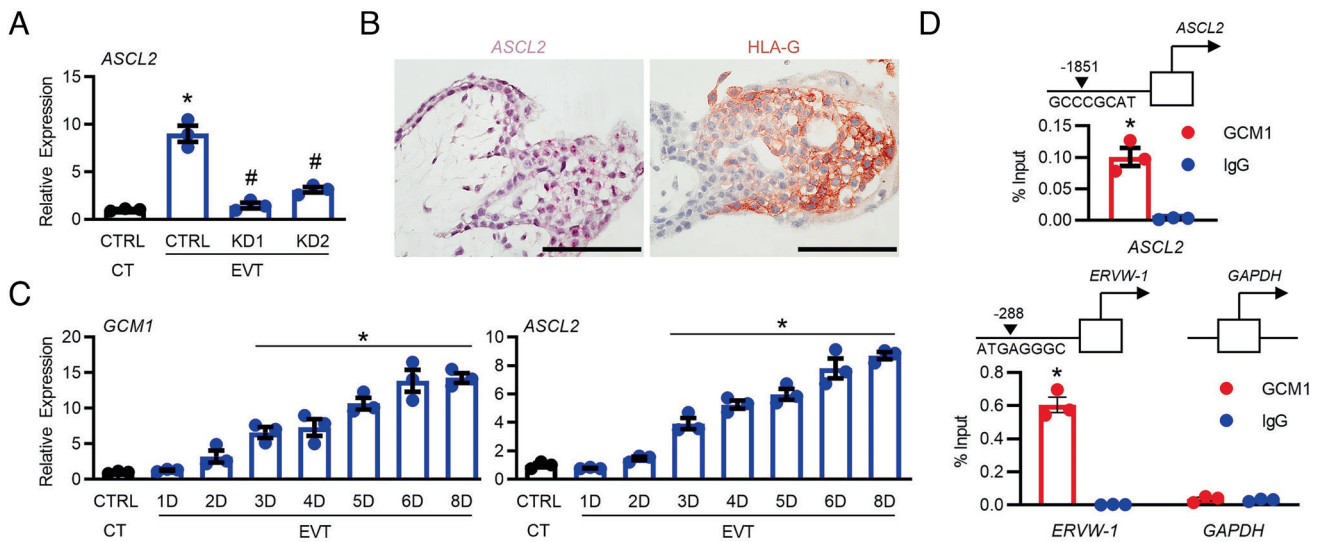 A
ASCL2
Relative Expression
15
10
5
0
*
#
#
CTRL
CTRL
KD1
KD2
CT
EVT
B
ASCL2
HLA-G
C
GCM1
Relative Expression
20
15
10
5
0
*
CTRL
1D
2D
3D
4D
5D
6D
8D
CT
EVT
ASCL2
10
8
6
4
2
0
*
CTRL
1D
2D
3D
4D
5D
6D
8D
CT
EVT
D
ASCL2
-1851
GCCCGCAT
% Input
0.15
0.10
0.05
0.00
*
GCM1
IgG
ASCL2
ERVW-1
GAPDH
-288
ATGAGGGC
% Input
0.8
0.6
0.4
0.2
0.0
*
GCM1
IgG
ERVW-1
GAPDH